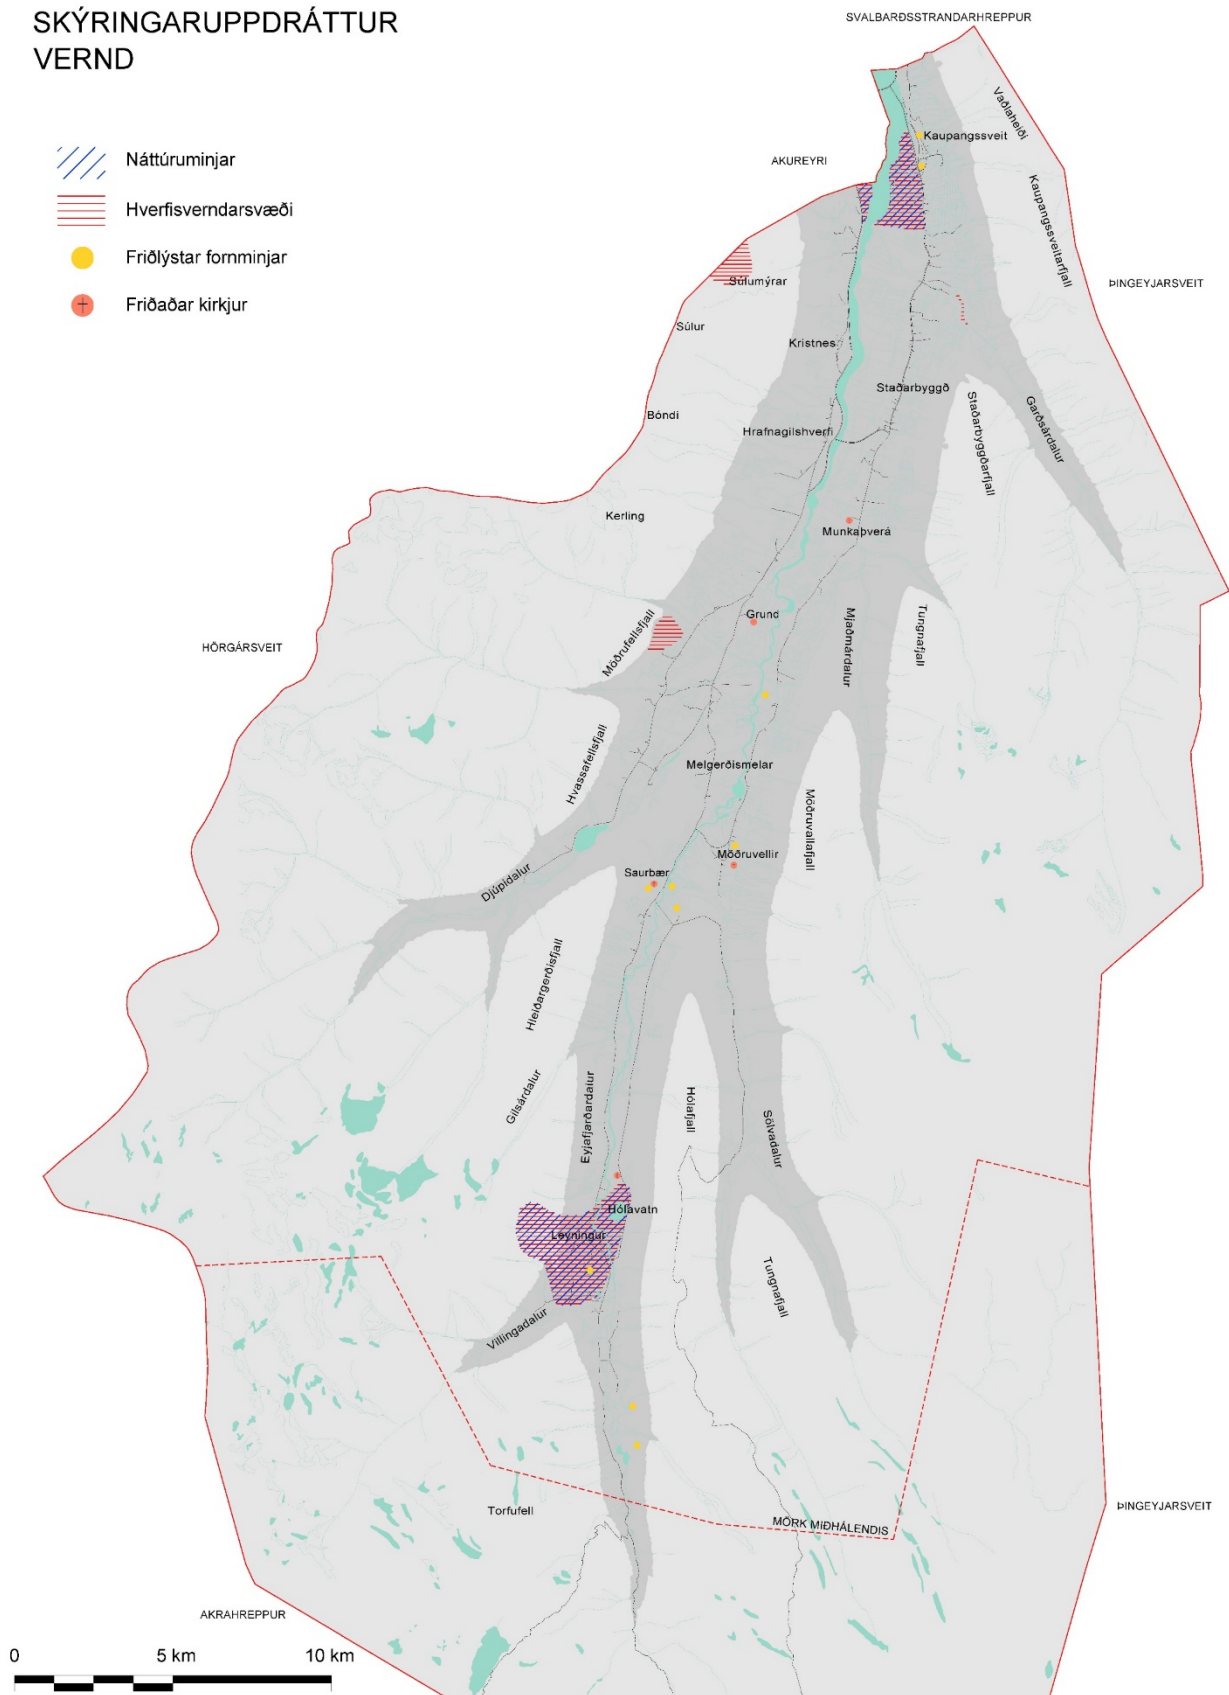 SKÝRINGARUPPDRÁTTUR
VERND
Náttúruminjar
Hverfisverndarsvæði
Friðlýstar fornminjar
Friðaðar kirkjur
SVALBARÐSSTRANDARHREPPUR
Vaðlaheiði
Kaupangssveit
AKUREYRI
Kaupangssveitarfjall
ÞINGEYJARSVEIT
Súlumýrar
Súlur
Kristnes
Staðarbyggð
Garðsárdalur
Staðarbyggðarfjall
Bóndi
Hrafnagilshverfi
Kerling
Munkaþverá
Grund
Möðrufellsfjall
Mjaðmárdalur
Tungnafjall
HÖRGÁRSVEIT
Hvassafellsfjall
Melgerðismelar
Möðruvallafjall
Möðruvellir
Saurbær
Djúpidalur
Hleiðargerðisfjall
Gilsárdalur
Eyjafjarðardalur
Hólafjall
Sölvadalur
Hólavatn
Leyningur
Tungnafjall
Villingadalur
Torfufell
MÖRK MIÐHÁLENDIS
ÞINGEYJARSVEIT
AKRAHREPPUR
0 5 km 10 km